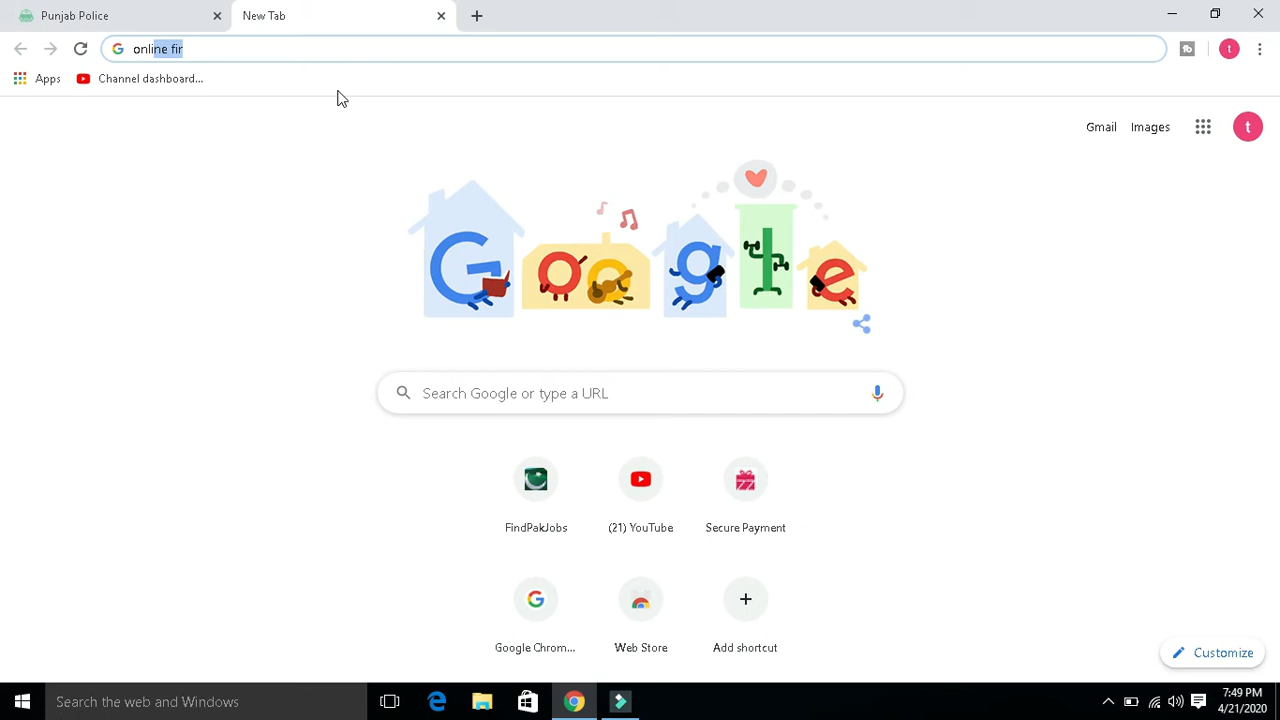 Punjab Police
New Tab
online fir
Apps
Channel dashboard...
Gmail
Images
t
t
Google
Search Google or type a URL
FindPakJobs
(21) YouTube
Secure Payment
Google Chrom...
Web Store
Add shortcut
Customize
Search the web and Windows
7:49 PM
4/21/2020